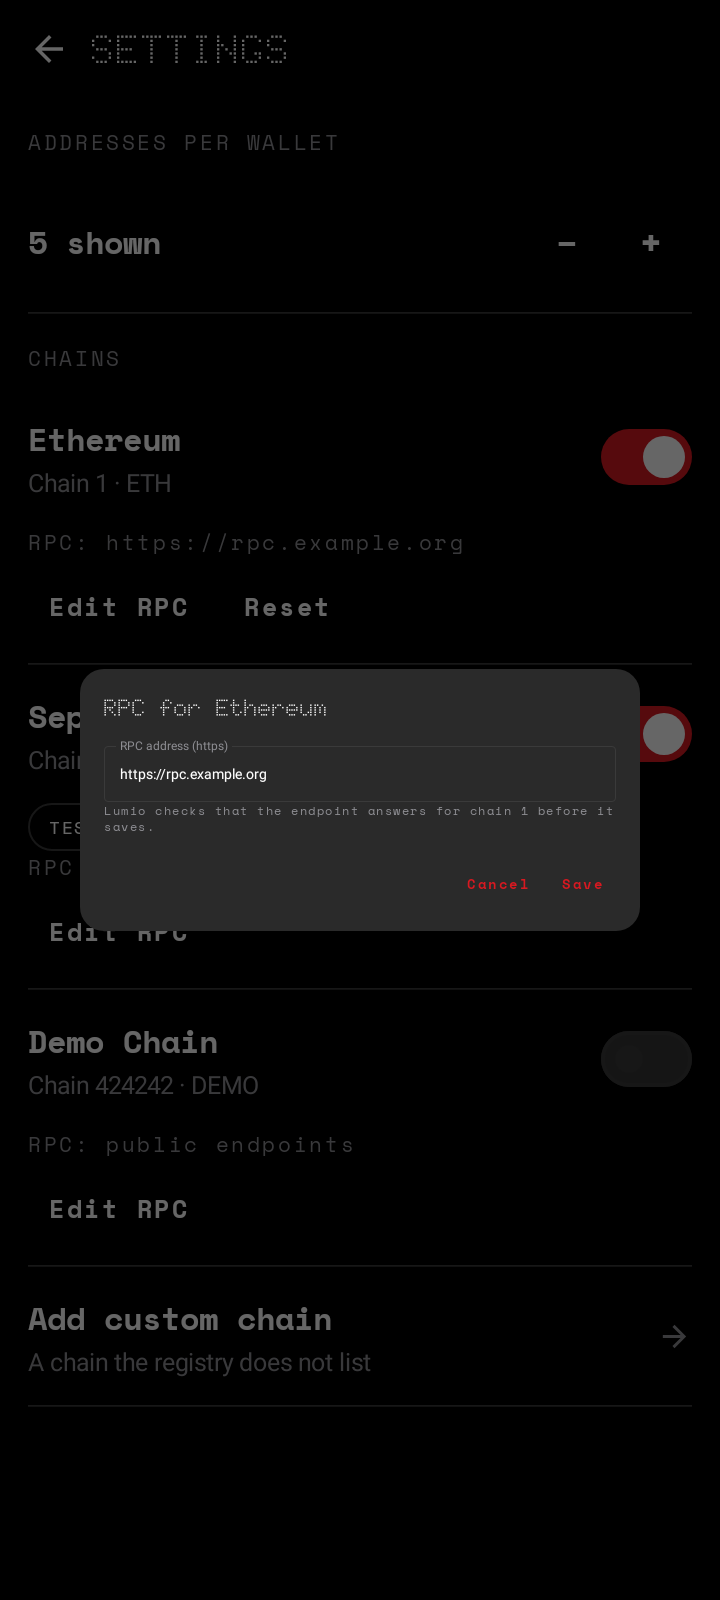 SETTINGS
ADDRESSES PER WALLET
5 shown
– +
CHAINS
Ethereum
Chain 1 · ETH
RPC: https://rpc.example.org
Edit RPC Reset
RPC for Ethereum
RPC address (https)
https://rpc.example.org
Lumio checks that the endpoint answers for chain 1 before it
saves.
Cancel Save
RPC
Edit RPC
Demo Chain
Chain 424242 · DEMO
RPC: public endpoints
Edit RPC
Add custom chain
A chain the registry does not list